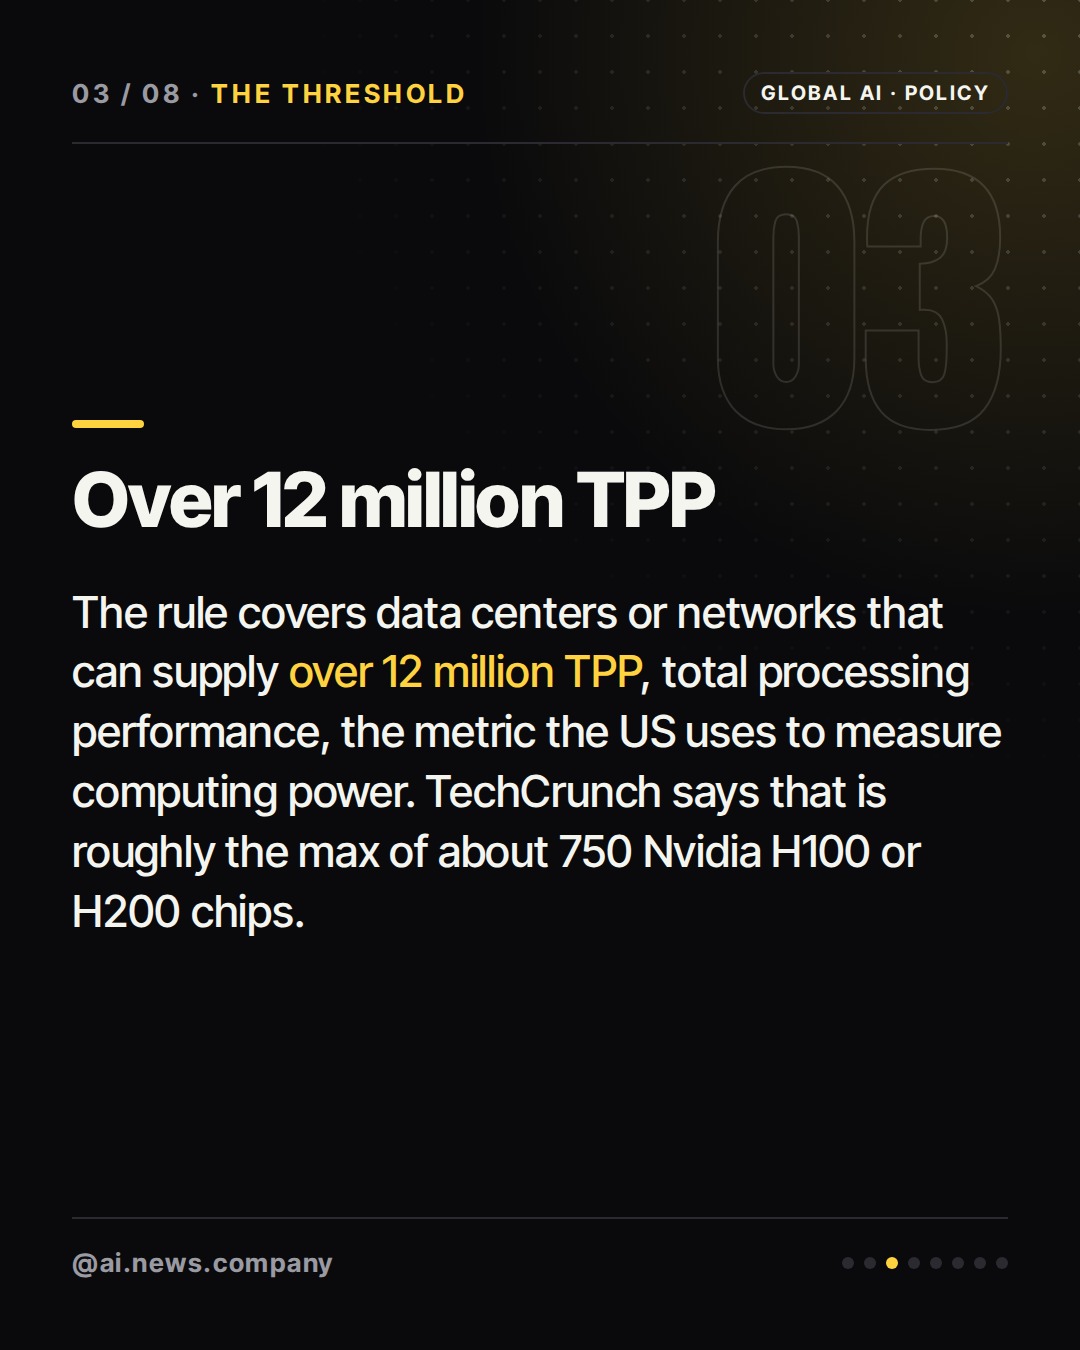 03 / 08 · THE THRESHOLD
GLOBAL AI · POLICY
03
Over 12 million TPP
The rule covers data centers or networks that
can supply over 12 million TPP, total processing
performance, the metric the US uses to measure
computing power. TechCrunch says that is
roughly the max of about 750 Nvidia H100 or
H200 chips.
@ai.news.company